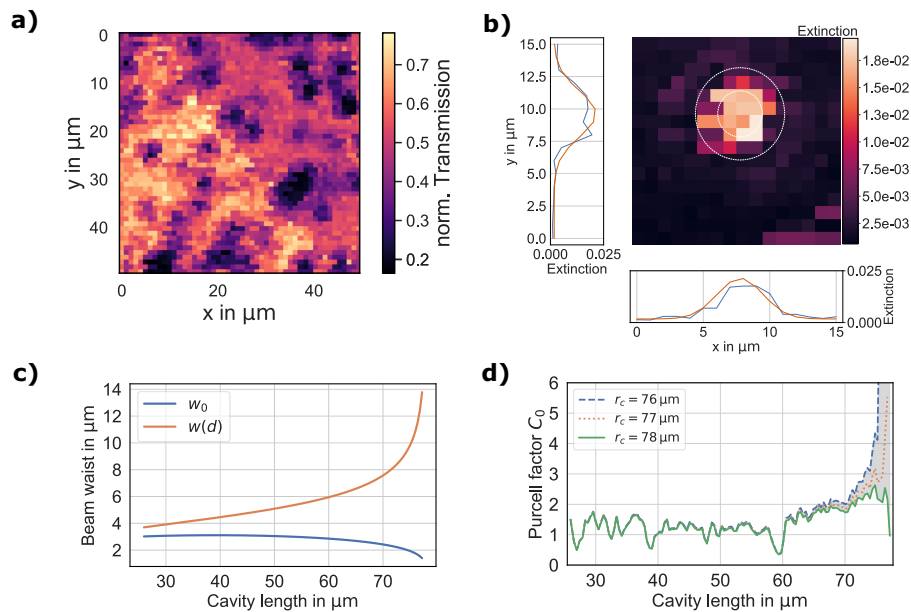 a)
0
10
20
30
40
y in µm
0
20
40
x in µm
0.7
0.6
0.5
0.4
0.3
0.2
norm. Transmission
b)
15.0
12.5
10.0
7.5
5.0
2.5
0.0
y in µm
0.000
0.025
Extinction
Extinction
1.8e-02
1.5e-02
1.3e-02
1.0e-02
7.5e-03
5.0e-03
2.5e-03
0.025
0.000
Extinction
0
5
10
15
x in µm
c)
14
12
10
8
6
4
2
Beam waist in µm
w₀
w(d)
30
40
50
60
70
Cavity length in µm
d)
6
5
4
3
2
1
0
Purcell factor C₀
r_c = 76 µm
r_c = 77 µm
r_c = 78 µm
30
40
50
60
70
Cavity length in µm